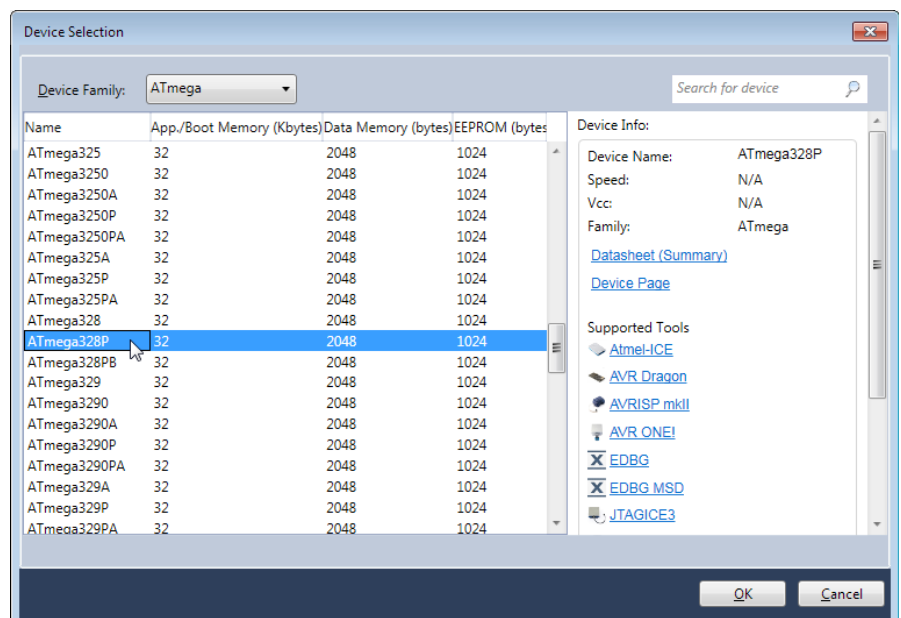 Device Selection
Device Family: ATmega Search for device
Name App./Boot Memory (Kbytes) Data Memory (bytes) EEPROM (bytes
ATmega325 32 2048 1024
ATmega3250 32 2048 1024
ATmega3250A 32 2048 1024
ATmega3250P 32 2048 1024
ATmega3250PA 32 2048 1024
ATmega325A 32 2048 1024
ATmega325P 32 2048 1024
ATmega325PA 32 2048 1024
ATmega328 32 2048 1024
ATmega328P 32 2048 1024
ATmega328PB 32 2048 1024
ATmega329 32 2048 1024
ATmega3290 32 2048 1024
ATmega3290A 32 2048 1024
ATmega3290P 32 2048 1024
ATmega3290PA 32 2048 1024
ATmega329A 32 2048 1024
ATmega329P 32 2048 1024
ATmega329PA 32 2048 1024
Device Info:
Device Name: ATmega328P
Speed: N/A
Vcc: N/A
Family: ATmega
Datasheet (Summary)
Device Page
Supported Tools
Atmel-ICE
AVR Dragon
AVRISP mkII
AVR ONE!
EDBG
EDBG MSD
JTAGICE3
OK Cancel